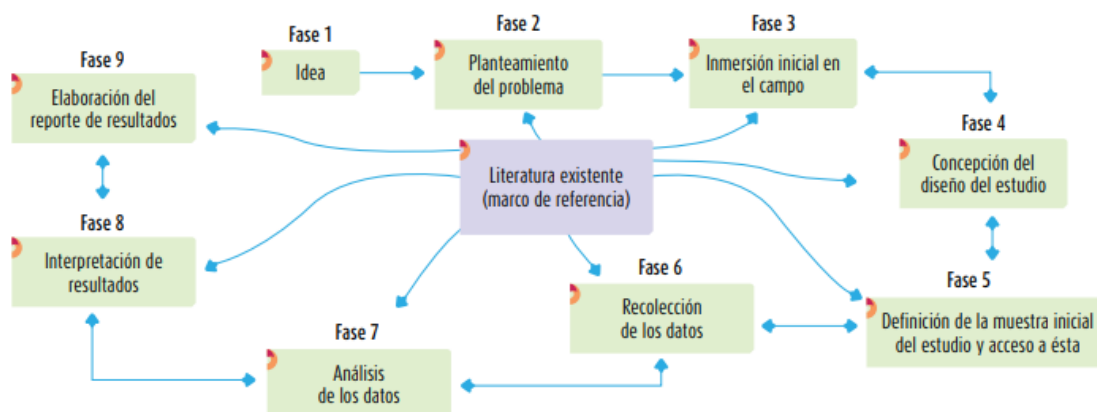 Fase 1
Idea
Fase 2
Planteamiento
del problema
Fase 3
Inmersión inicial en
el campo
Fase 4
Concepción del
diseño del estudio
Fase 5
Definición de la muestra inicial
del estudio y acceso a ésta
Fase 6
Recolección
de los datos
Fase 7
Análisis
de los datos
Fase 8
Interpretación de
resultados
Fase 9
Elaboración del
reporte de resultados
Literatura existente
(marco de referencia)